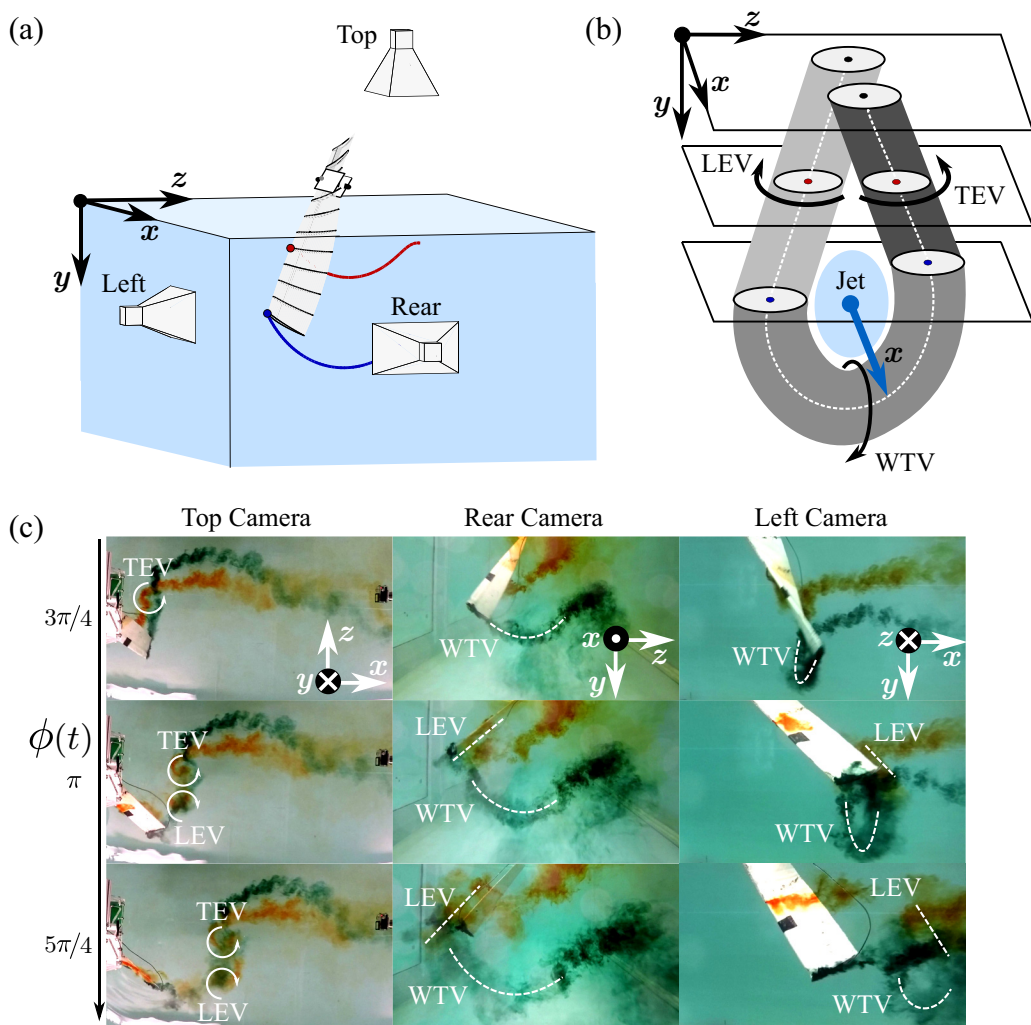 (a)
Top
z
x
y
Left
Rear
(b)
z
x
y
LEV
TEV
Jet
x
WTV
(c)
Top Camera
Rear Camera
Left Camera
3π/4
TEV
z
y
x
WTV
x
z
y
WTV
z
x
y
ϕ(t)
π
TEV
LEV
LEV
WTV
LEV
WTV
5π/4
TEV
LEV
LEV
WTV
LEV
WTV